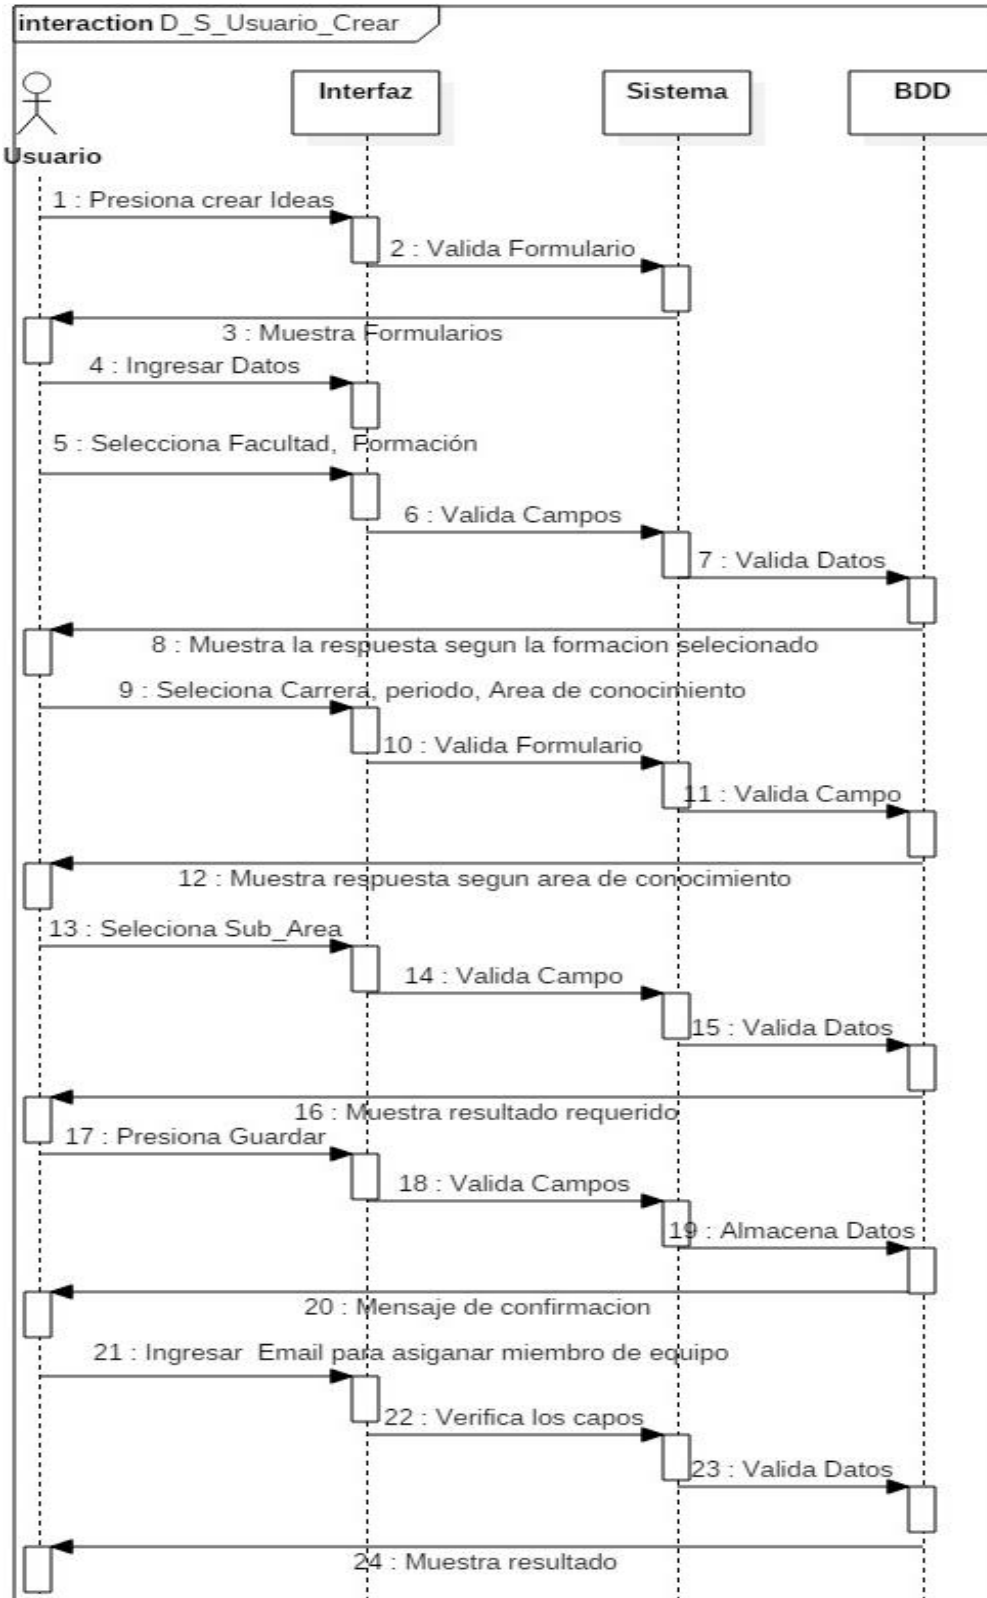 interaction D_S_Usuario_Crear
Interfaz
Sistema
BDD
Usuario
1 : Presiona crear Ideas
2 : Valida Formulario
3 : Muestra Formularios
4 : Ingresar Datos
5 : Selecciona Facultad,  Formación
6 : Valida Campos
7 : Valida Datos
8 : Muestra la respuesta segun la formacion selecionado
9 : Seleciona Carrera, periodo, Area de conocimiento
10 : Valida Formulario
11 : Valida Campo
12 : Muestra respuesta segun area de conocimiento
13 : Seleciona Sub_Area
14 : Valida Campo
15 : Valida Datos
16 : Muestra resultado requerido
17 : Presiona Guardar
18 : Valida Campos
19 : Almacena Datos
20 : Mensaje de confirmacion
21 : Ingresar  Email para asiganar miembro de equipo
22 : Verifica los capos
23 : Valida Datos
24 : Muestra resultado